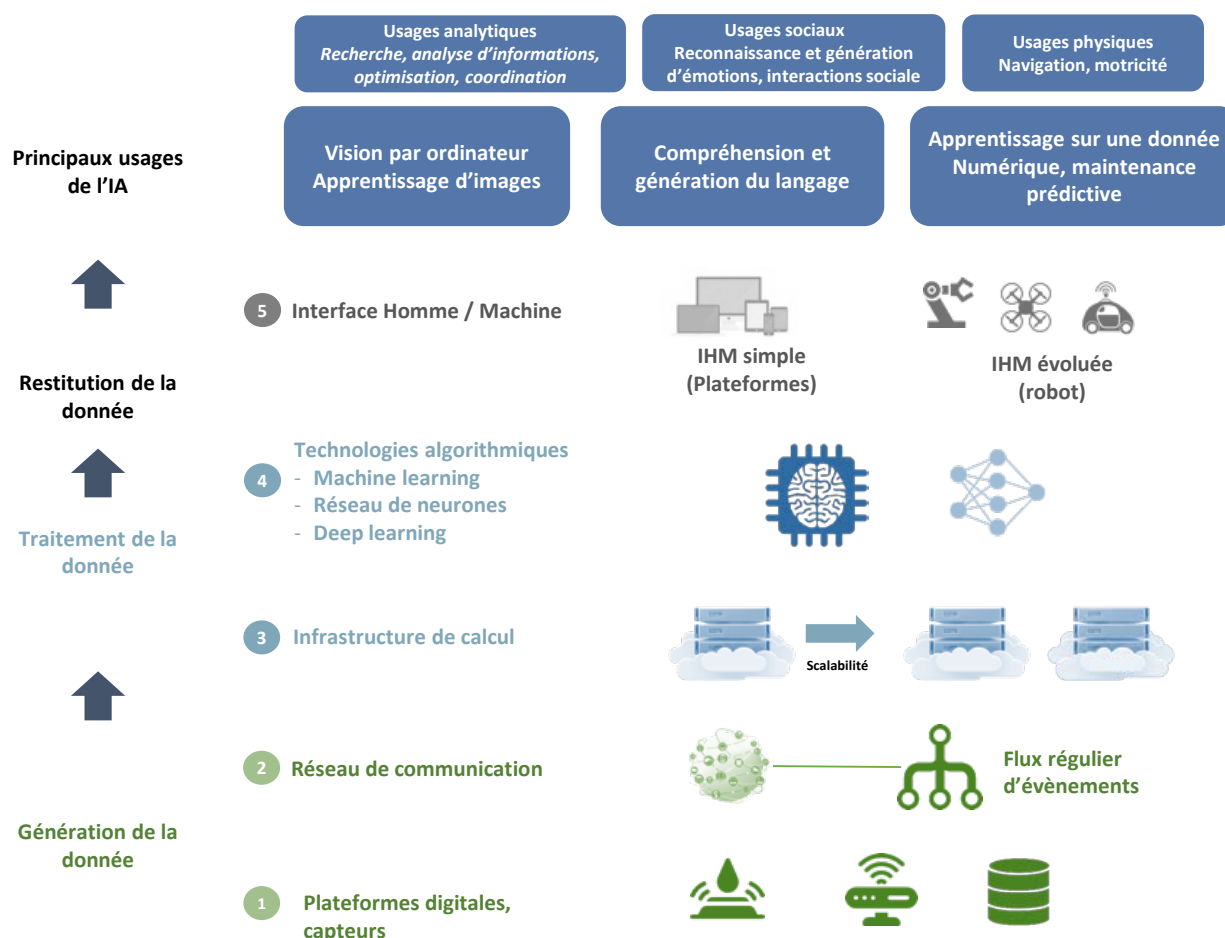 Usages analytiques
Recherche, analyse d'informations,
optimisation, coordination
Usages sociaux
Reconnaissance et génération
d'émotions, interactions sociale
Usages physiques
Navigation, motricité
Principaux usages
de l'IA
Vision par ordinateur
Apprentissage d'images
Compréhension et
génération du langage
Apprentissage sur une donnée
Numérique, maintenance
prédictive
5 Interface Homme / Machine
IHM simple
(Plateformes)
IHM évoluée
(robot)
Restitution de la
donnée
4 Technologies algorithmiques
- Machine learning
- Réseau de neurones
- Deep learning
Traitement de la
donnée
3 Infrastructure de calcul
Scalabilité
2 Réseau de communication
Flux régulier
d'évènements
Génération de la
donnée
1 Plateformes digitales,
capteurs